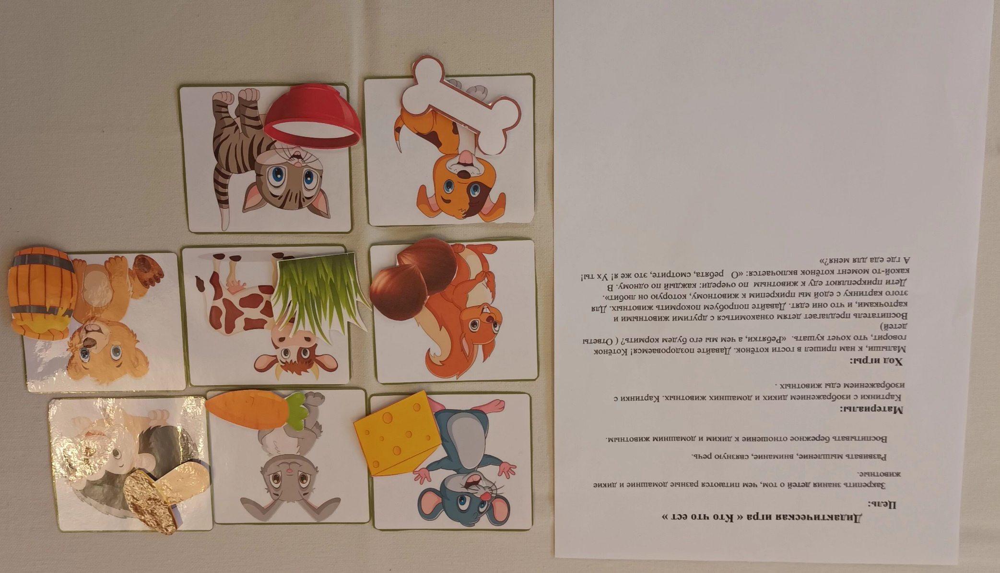 Дидактическая игра « Кто что ест »
Цель:
Закрепить знания детей о том, чем питаются разные домашние и дикие
животные.
Развивать мышление, внимание, связную речь.
Воспитывать бережное отношение к диким и домашним животным.
Материалы:
Картинки с изображением диких и домашних животных. Картинки с
изображением еды животных .
Ход игры:
Малыши, к нам пришел в гости котёнок. Давайте поздороваемся! Котёнок
говорит, что хочет кушать. «Ребятки, а чем мы его будем кормить? ( Ответы
детей)
Воспитатель предлагает детям ознакомиться с другими животными и
карточками, и что они едят. Давайте попробуем покормить животных. Для
этого картинку с едой мы прикрепим к животному, которую он любит».
Дети прикрепляют еду к животным по очереди: каждый по одному. В
какой-то момент котёнок включается: «О ребята, смотрите, это же я! Ух ты!
А где еда для меня?»